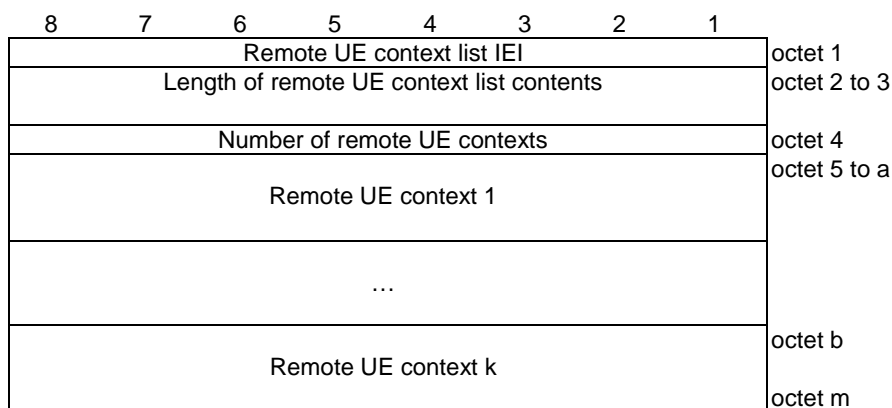 8 7 6 5 4 3 2 1
Remote UE context list IEI octet 1
Length of remote UE context list contents octet 2 to 3
Number of remote UE contexts octet 4
octet 5 to a
Remote UE context 1
…
octet b
Remote UE context k
octet m